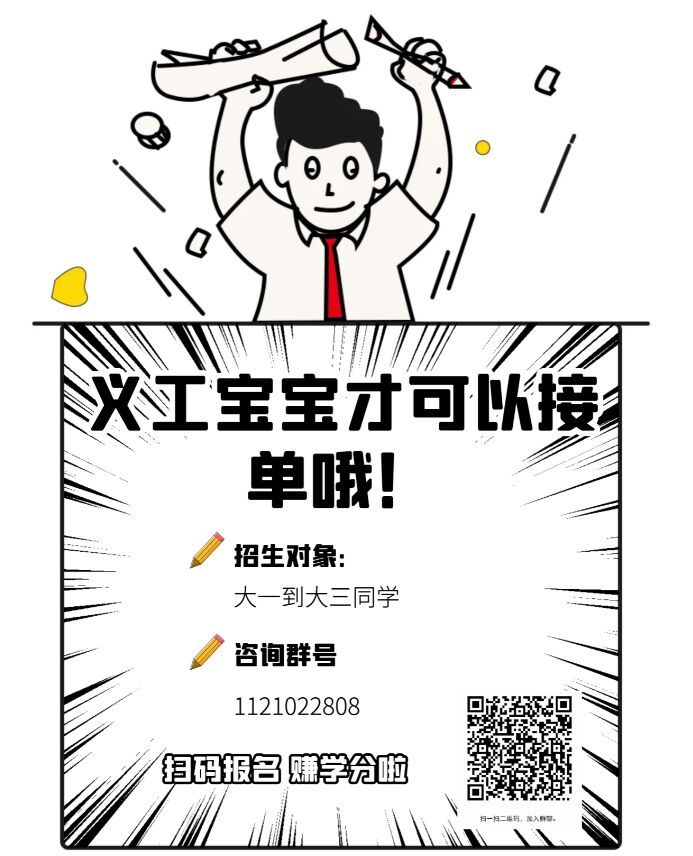 义工宝宝才可以接
单哦!
招生对象:
大一到大三同学
咨询群号
1121022808
扫码报名 赚学分啦
扫一扫二维码，加入群聊。